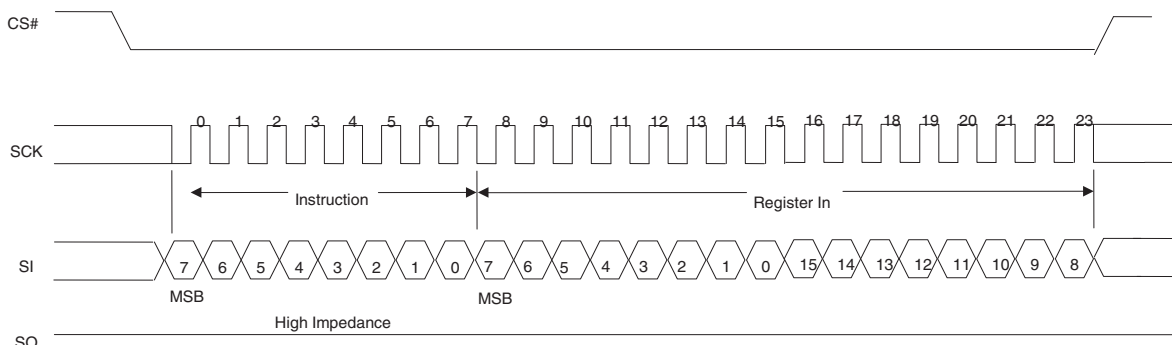 CS#
0 1 2 3 4 5 6 7 8 9 10 11 12 13 14 15 16 17 18 19 20 21 22 23
SCK
Instruction Register In
SI 7 6 5 4 3 2 1 0 7 6 5 4 3 2 1 0 15 14 13 12 11 10 9 8
MSB MSB
High Impedance
SO